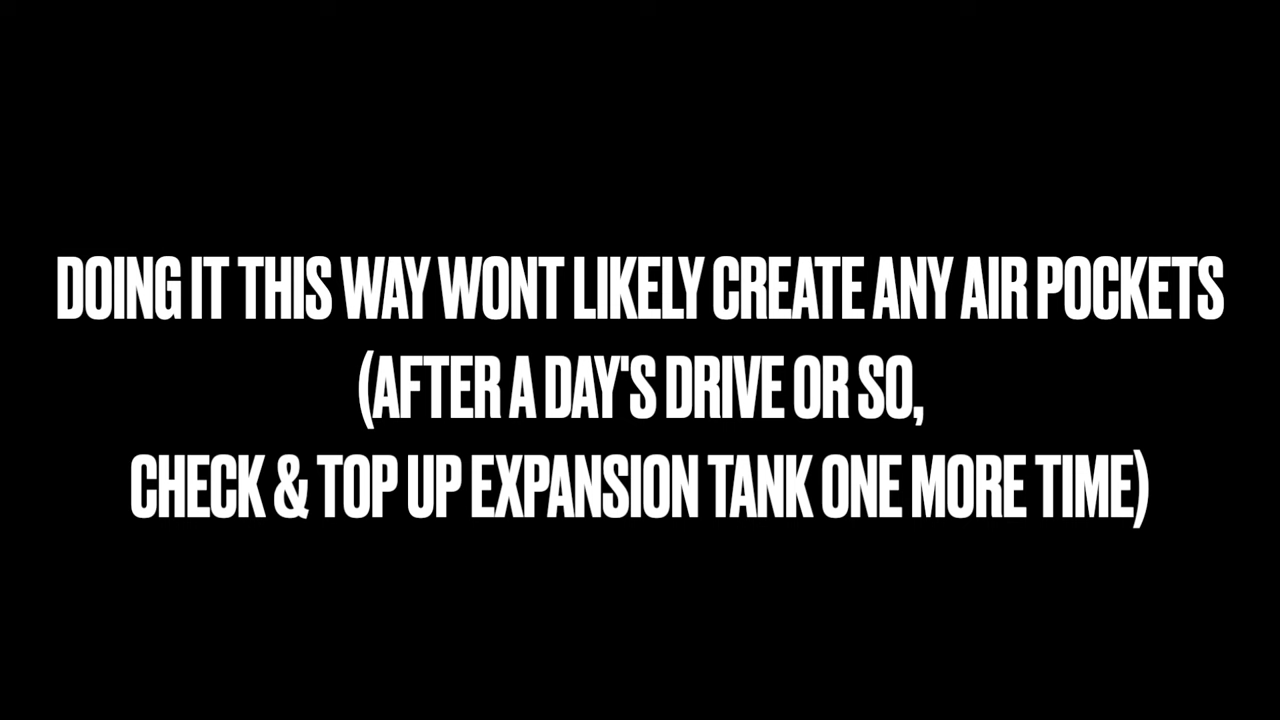 DOING IT THIS WAY WONT LIKELY CREATE ANY AIR POCKETS
(AFTER A DAY'S DRIVE OR SO,
CHECK & TOP UP EXPANSION TANK ONE MORE TIME)